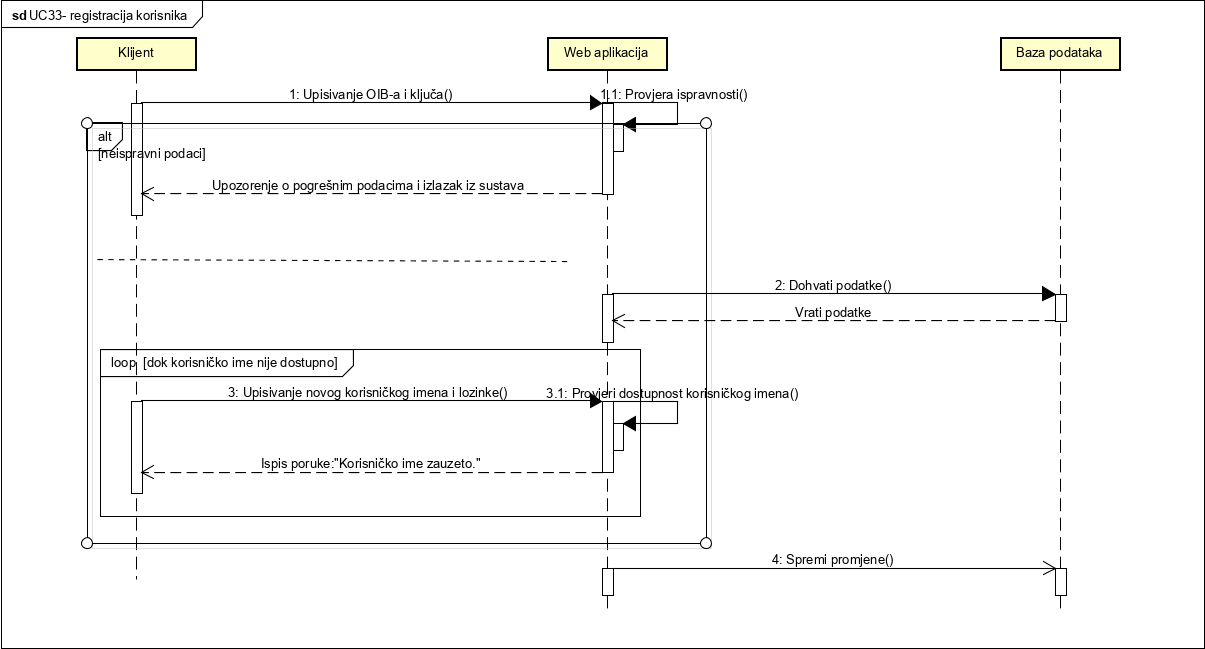 sd UC33- registracija korisnika
Klijent
Web aplikacija
Baza podataka
1: Upisivanje OIB-a i ključa()
1.1: Provjera ispravnosti()
alt
[neispravni podaci]
Upozorenje o pogrešnim podacima i izlazak iz sustava
2: Dohvati podatke()
Vrati podatke
loop [dok korisničko ime nije dostupno]
3: Upisivanje novog korisničkog imena i lozinke()
3.1: Provjeri dostupnost korisničkog imena()
Ispis poruke:"Korisničko ime zauzeto."
4: Spremi promjene()